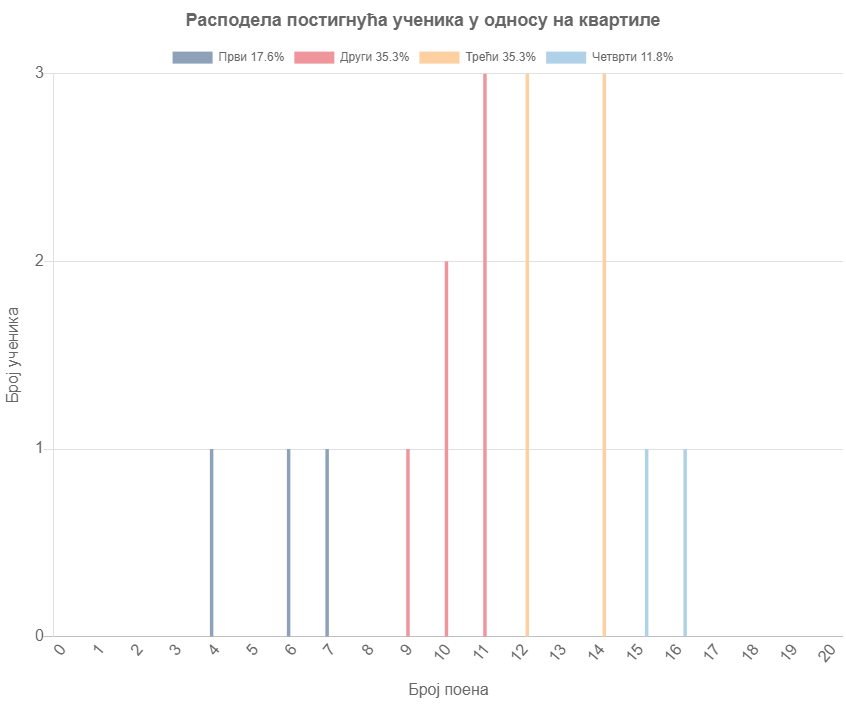 Расподела постигнућа ученика у односу на квартиле
Први 17.6% Други 35.3% Трећи 35.3% Четврти 11.8%
3
2
1
0
Број ученика
0 1 2 3 4 5 6 7 8 9 10 11 12 13 14 15 16 17 18 19 20
Број поена